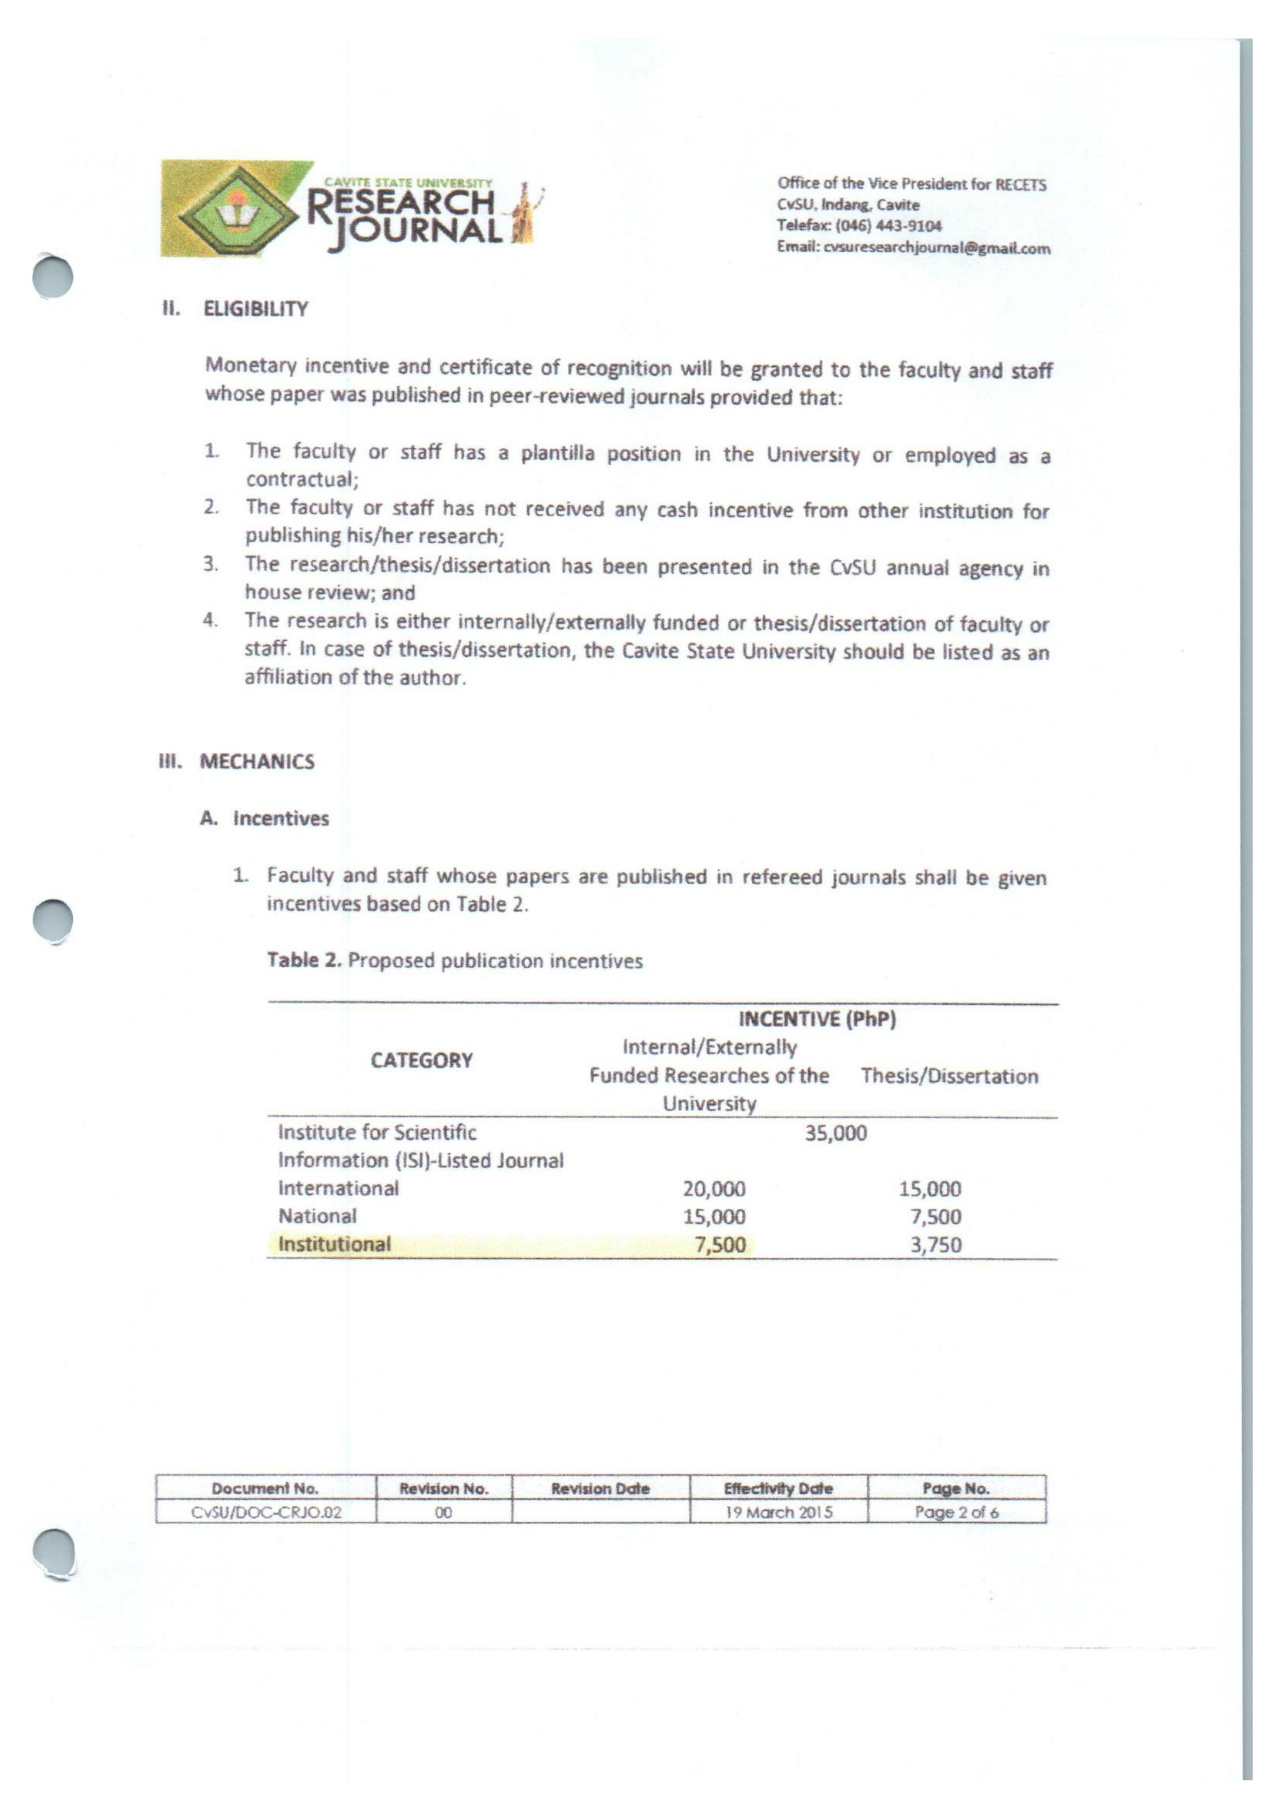 CAVITE STATE UNIVERSITY
RESEARCH
JOURNAL
Office of the Vice President for RECETS
CvSU, Indang, Cavite
Telefax: (046) 443-9104
Email: cvsuresearchjournal@gmail.com
II. ELIGIBILITY
Monetary incentive and certificate of recognition will be granted to the faculty and staff
whose paper was published in peer-reviewed journals provided that:
1. The faculty or staff has a plantilla position in the University or employed as a
contractual;
2. The faculty or staff has not received any cash incentive from other institution for
publishing his/her research;
3. The research/thesis/dissertation has been presented in the CvSU annual agency in
house review; and
4. The research is either internally/externally funded or thesis/dissertation of faculty or
staff. In case of thesis/dissertation, the Cavite State University should be listed as an
affiliation of the author.
III. MECHANICS
A. Incentives
1. Faculty and staff whose papers are published in refereed journals shall be given
incentives based on Table 2.
Table 2. Proposed publication incentives
INCENTIVE (PhP)
CATEGORY
Internal/Externally
Funded Researches of the
University
Thesis/Dissertation
Institute for Scientific 35,000
Information (ISI)-Listed Journal
International 20,000 15,000
National 15,000 7,500
Institutional 7,500 3,750
Document No. Revision No. Revision Date Effectivity Date Page No.
CvSU/DOC-CRJO.02 00 19 March 2015 Page 2 of 6